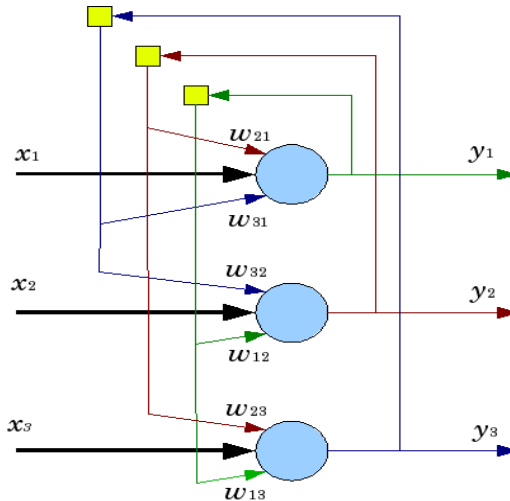 w₂₁
x₁ y₁
w₃₁
w₃₂
x₂ y₂
w₁₂
w₂₃
x₃ y₃
w₁₃